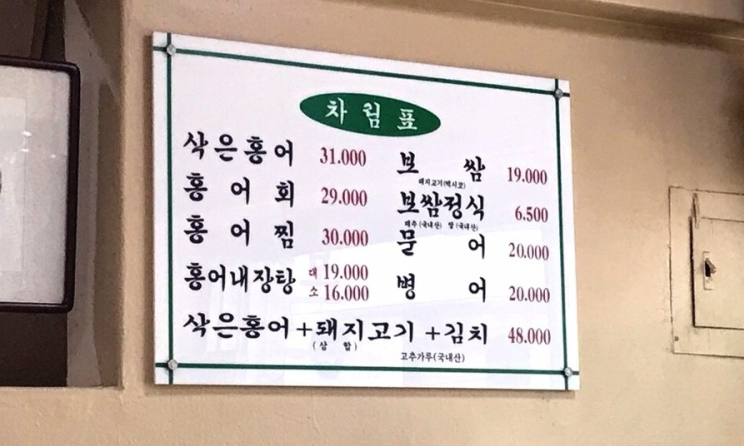 차림표
삭은홍어 31.000
홍어회 29.000
홍어찜 30.000
홍어내장탕 대 19.000
소 16.000
보쌈 19.000
돼지고기(멕시코)
보쌈정식 6.500
배추(국내산) 쌀(국내산)
문어 20.000
병어 20.000
삭은홍어+돼지고기+김치 48.000
(삼합)
고추가루(국내산)